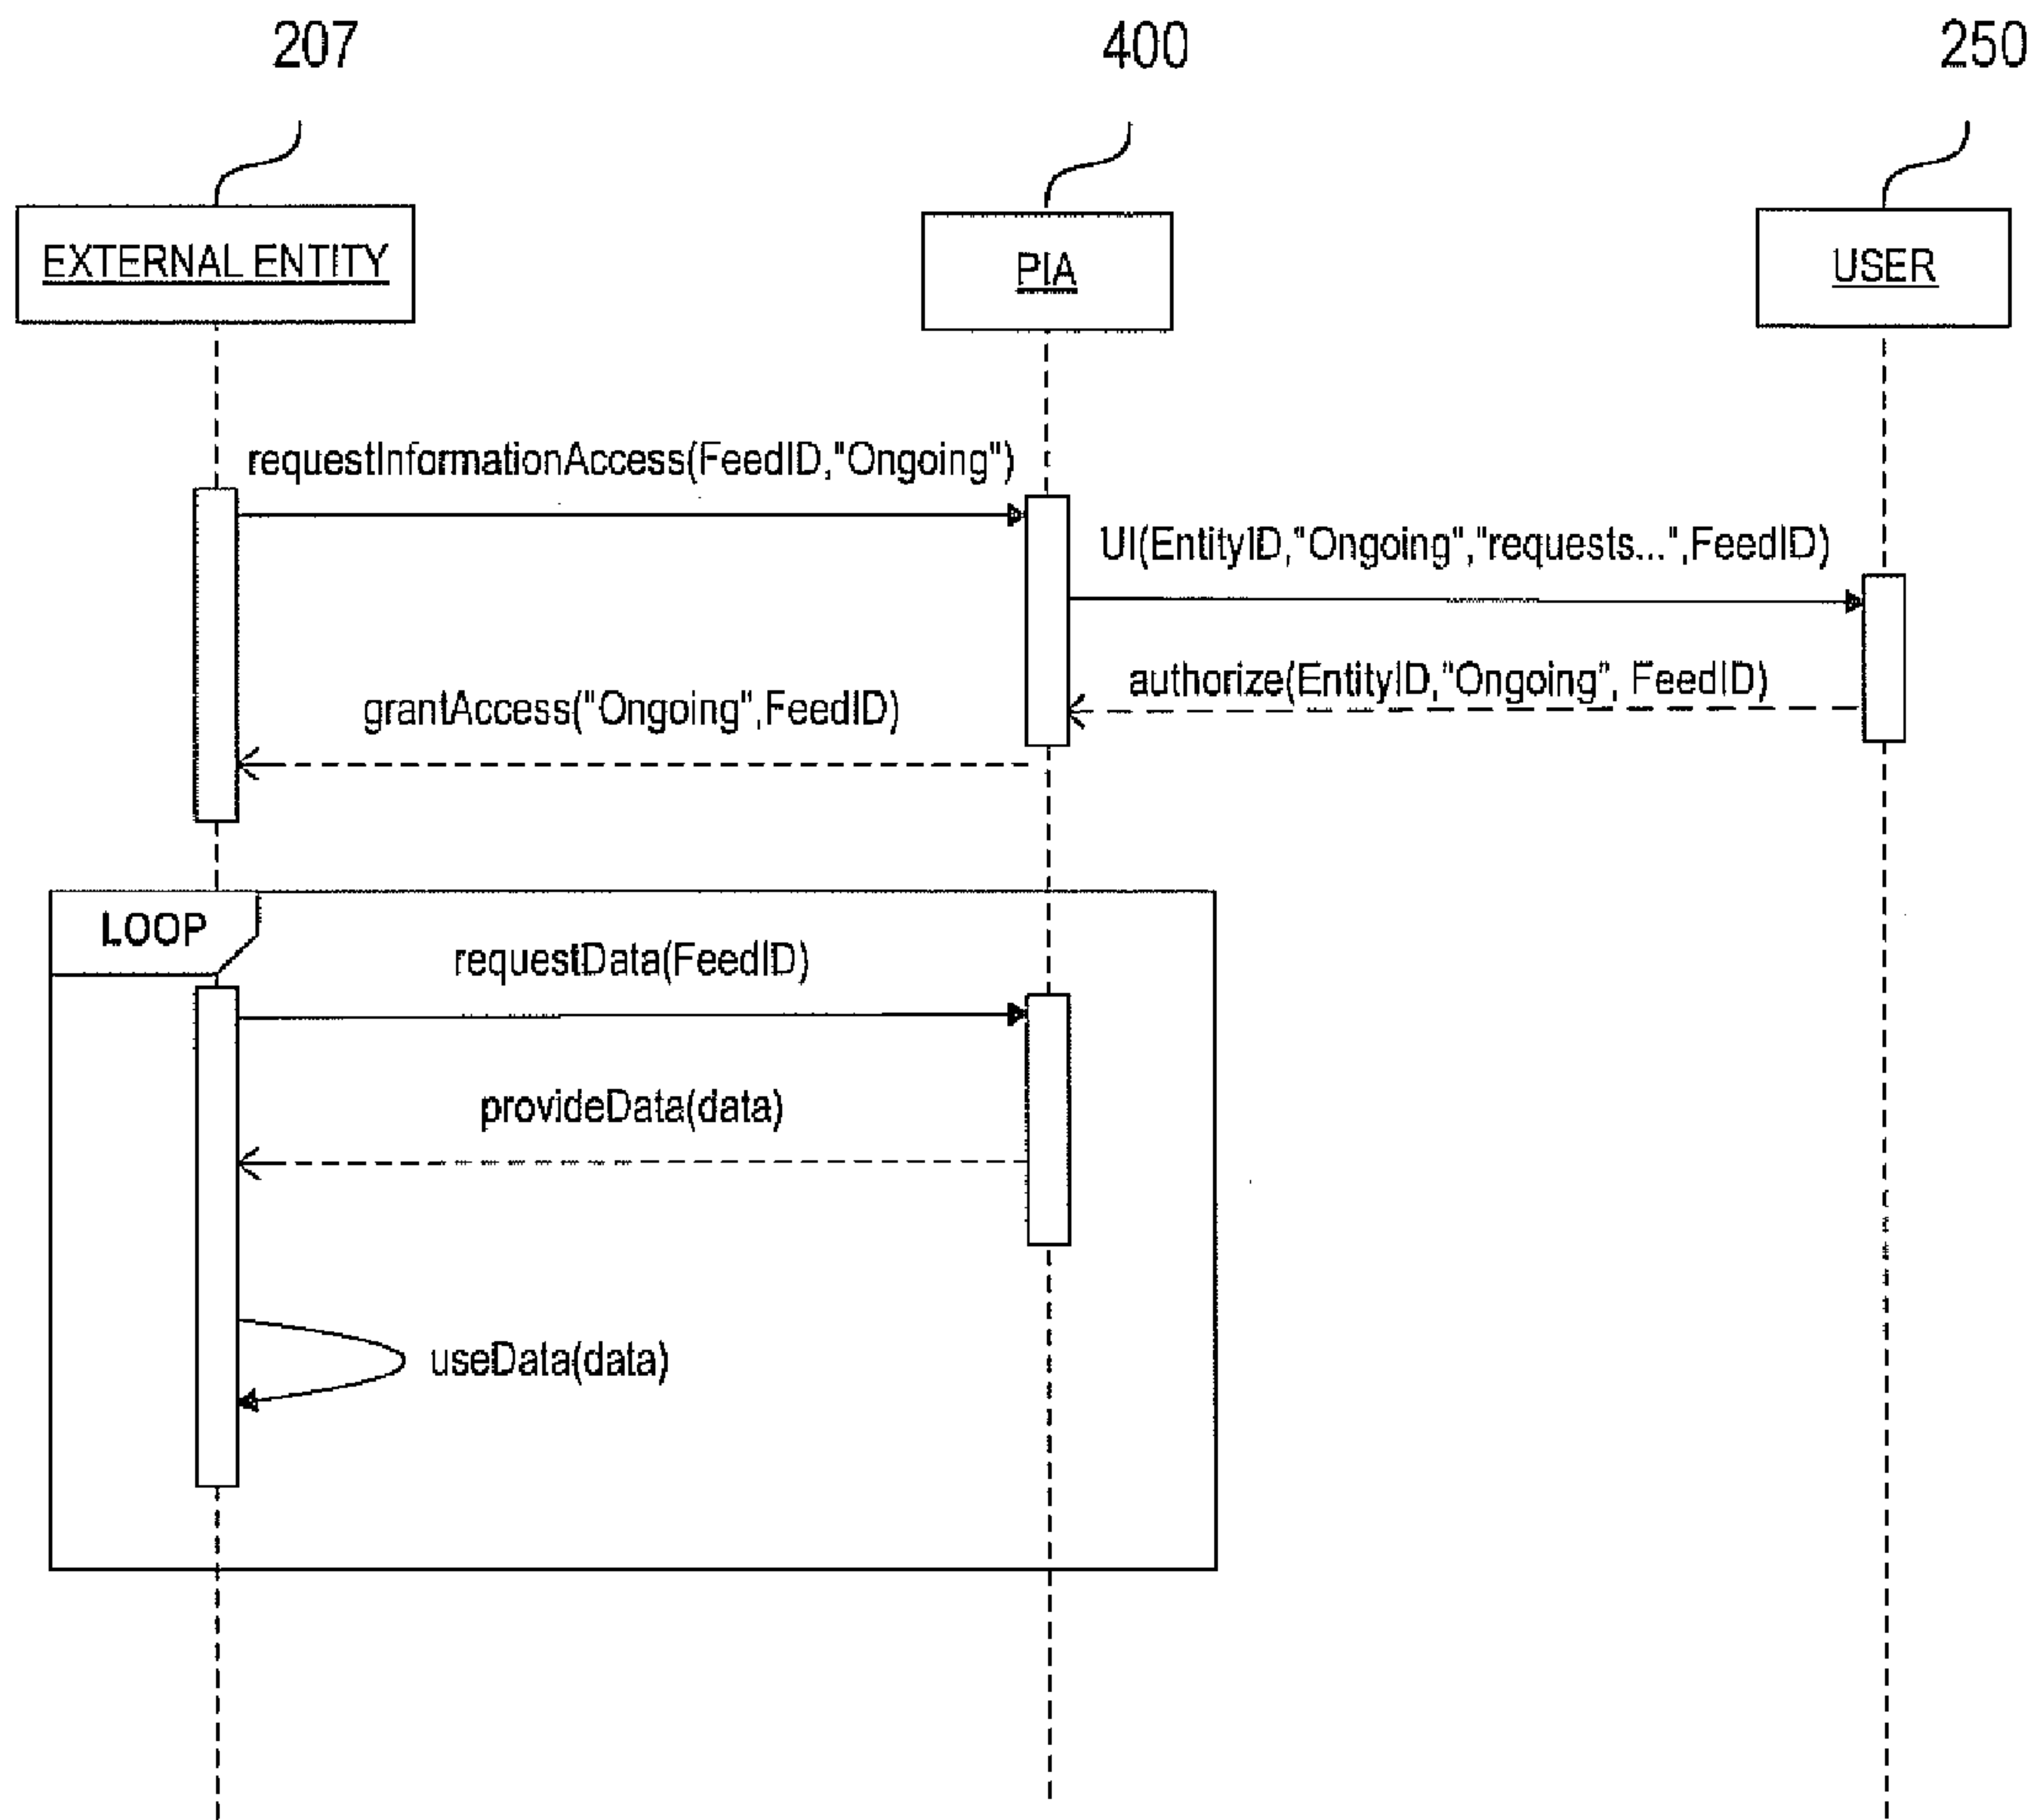 207
400
250
EXTERNAL ENTITY
PIA
USER
requestInformationAccess(FeedID,"Ongoing")
UI(EntityID,"Ongoing","requests...",FeedID)
authorize(EntityID,"Ongoing", FeedID)
grantAccess("Ongoing",FeedID)
LOOP
requestData(FeedID)
provideData(data)
useData(data)